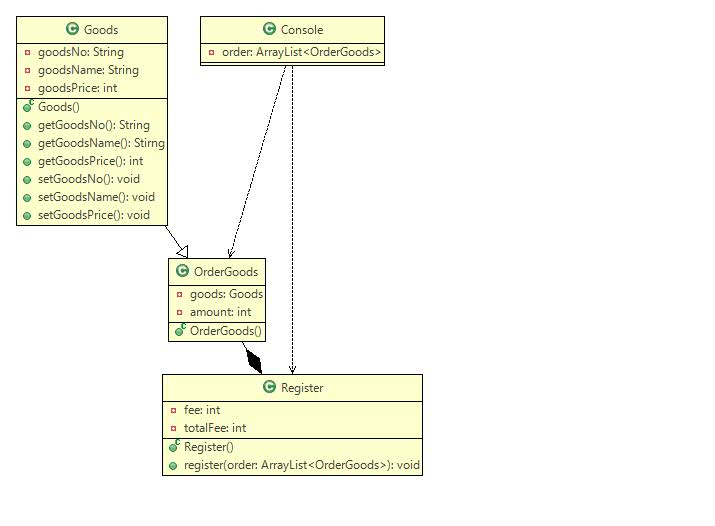 Goods
goodsNo: String
goodsName: String
goodsPrice: int
Goods()
getGoodsNo(): String
getGoodsName(): Stirng
getGoodsPrice(): int
setGoodsNo(): void
setGoodsName(): void
setGoodsPrice(): void
Console
order: ArrayList<OrderGoods>
OrderGoods
goods: Goods
amount: int
OrderGoods()
Register
fee: int
totalFee: int
Register()
register(order: ArrayList<OrderGoods>): void